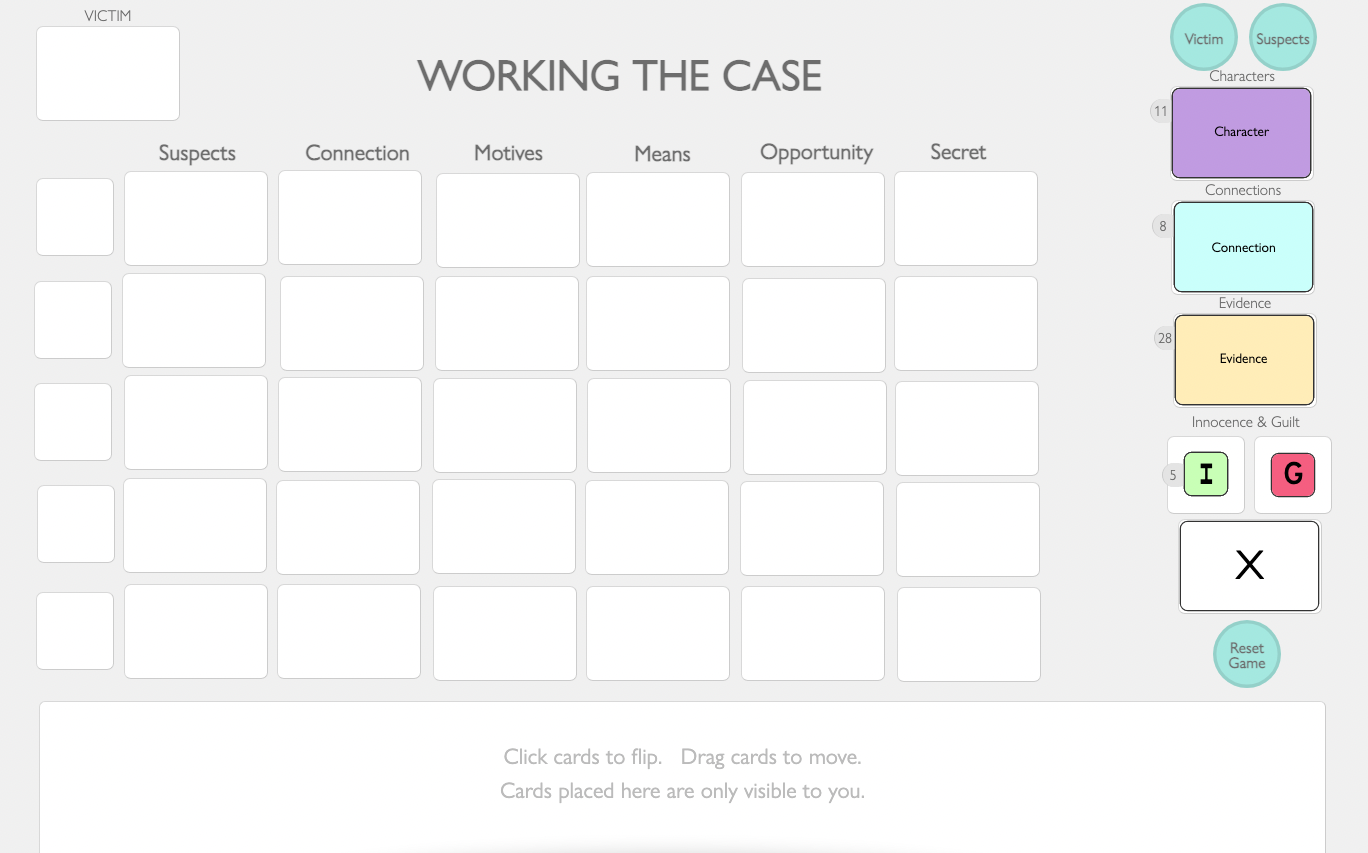 VICTIM
WORKING THE CASE
Suspects Connection Motives Means Opportunity Secret
Victim
Suspects
Characters
11
Character
Connections
8
Connection
Evidence
28
Evidence
Innocence & Guilt
5
I
G
X
Reset
Game
Click cards to flip. Drag cards to move.
Cards placed here are only visible to you.